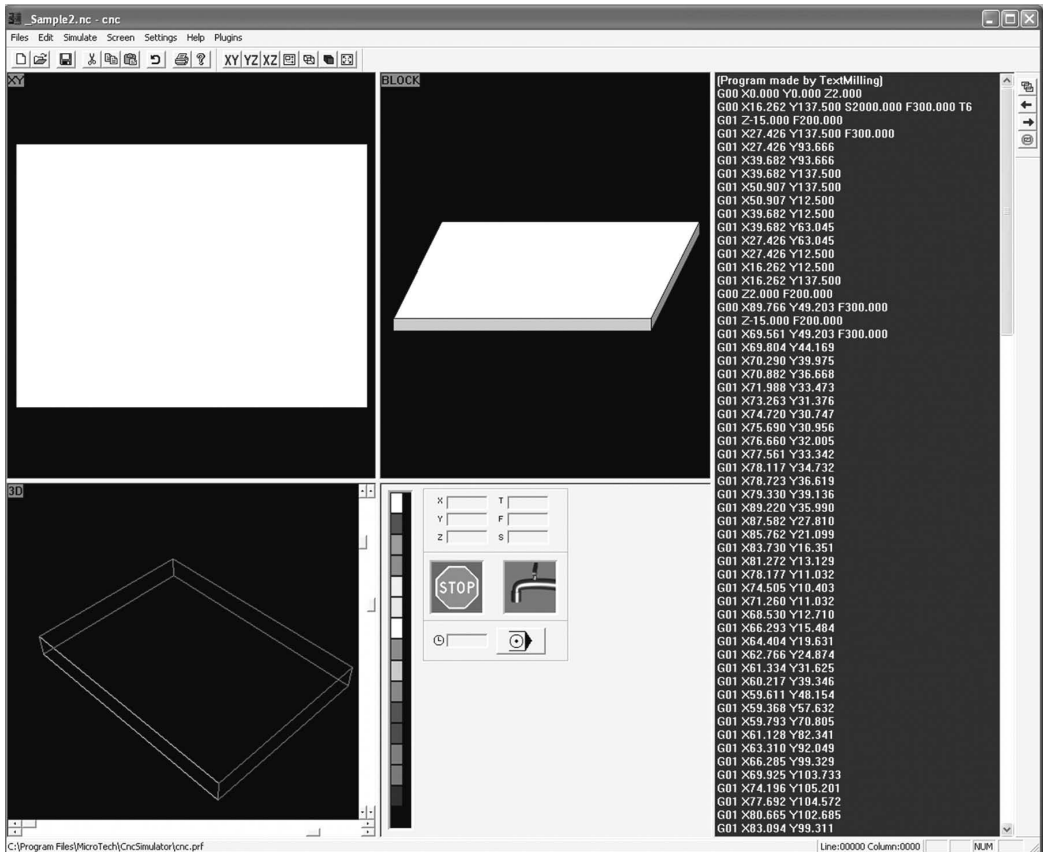 _Sample2.nc - cnc
Files Edit Simulate Screen Settings Help Plugins
XY YZ XZ
XY
BLOCK
3D
X T
Y F
Z S
STOP
(Program made by TextMilling)
G00 X0.000 Y0.000 Z2.000
G00 X16.262 Y137.500 S2000.000 F300.000 T6
G01 Z-15.000 F200.000
G01 X27.426 Y137.500 F300.000
G01 X27.426 Y93.666
G01 X39.682 Y93.666
G01 X39.682 Y137.500
G01 X50.907 Y137.500
G01 X50.907 Y12.500
G01 X39.682 Y12.500
G01 X39.682 Y63.045
G01 X27.426 Y63.045
G01 X27.426 Y12.500
G01 X16.262 Y12.500
G01 X16.262 Y137.500
G00 Z2.000 F200.000
G00 X89.766 Y49.203 F300.000
G01 Z-15.000 F200.000
G01 X69.561 Y49.203 F300.000
G01 X69.804 Y44.169
G01 X70.290 Y39.975
G01 X70.882 Y36.668
G01 X71.988 Y33.473
G01 X73.263 Y31.376
G01 X74.720 Y30.747
G01 X75.690 Y30.956
G01 X76.660 Y32.005
G01 X77.561 Y33.342
G01 X78.117 Y34.732
G01 X78.723 Y36.619
G01 X79.330 Y39.136
G01 X89.220 Y35.990
G01 X87.582 Y27.810
G01 X85.762 Y21.099
G01 X83.730 Y16.351
G01 X81.272 Y13.129
G01 X78.177 Y11.032
G01 X74.505 Y10.403
G01 X71.260 Y11.032
G01 X68.530 Y12.710
G01 X66.293 Y15.484
G01 X64.404 Y19.631
G01 X62.766 Y24.874
G01 X61.334 Y31.625
G01 X60.217 Y39.346
G01 X59.611 Y48.154
G01 X59.368 Y57.632
G01 X59.793 Y70.805
G01 X61.128 Y82.341
G01 X63.310 Y92.049
G01 X66.285 Y99.329
G01 X69.925 Y103.733
G01 X74.196 Y105.201
G01 X77.692 Y104.572
G01 X80.665 Y102.685
G01 X83.094 Y99.311
C:\Program Files\MicroTech\CncSimulator\cnc.prf
Line:00000 Column:0000 NUM